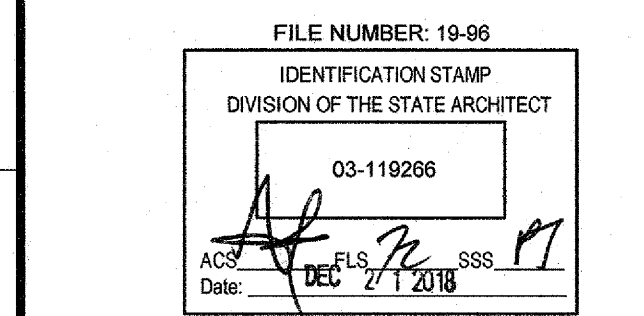 FILE NUMBER: 19-96
IDENTIFICATION STAMP
DIVISION OF THE STATE ARCHITECT
03-119266
ACS FLS SSS
Date: DEC 21 2018